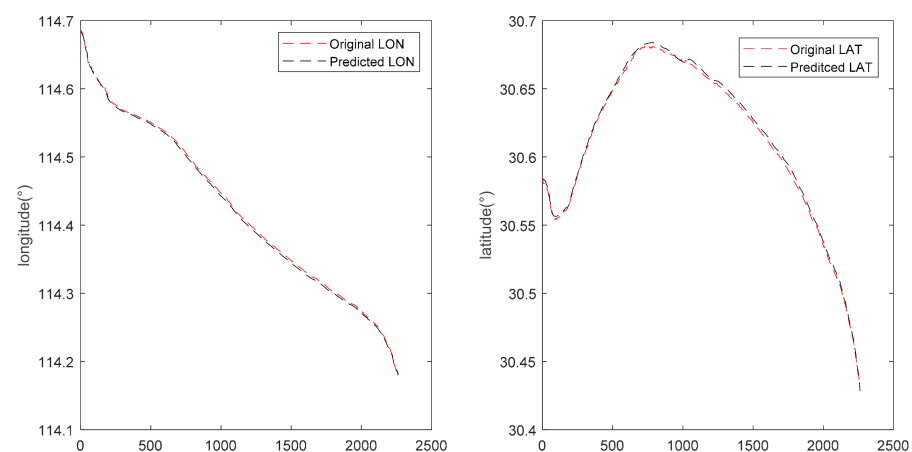 114.7
114.6
114.5
114.4
114.3
114.2
114.1
longitude(°)
0 500 1000 1500 2000 2500
Original LON
Predicted LON
30.7
30.65
30.6
30.55
30.5
30.45
30.4
latitude(°)
0 500 1000 1500 2000 2500
Original LAT
Preditced LAT